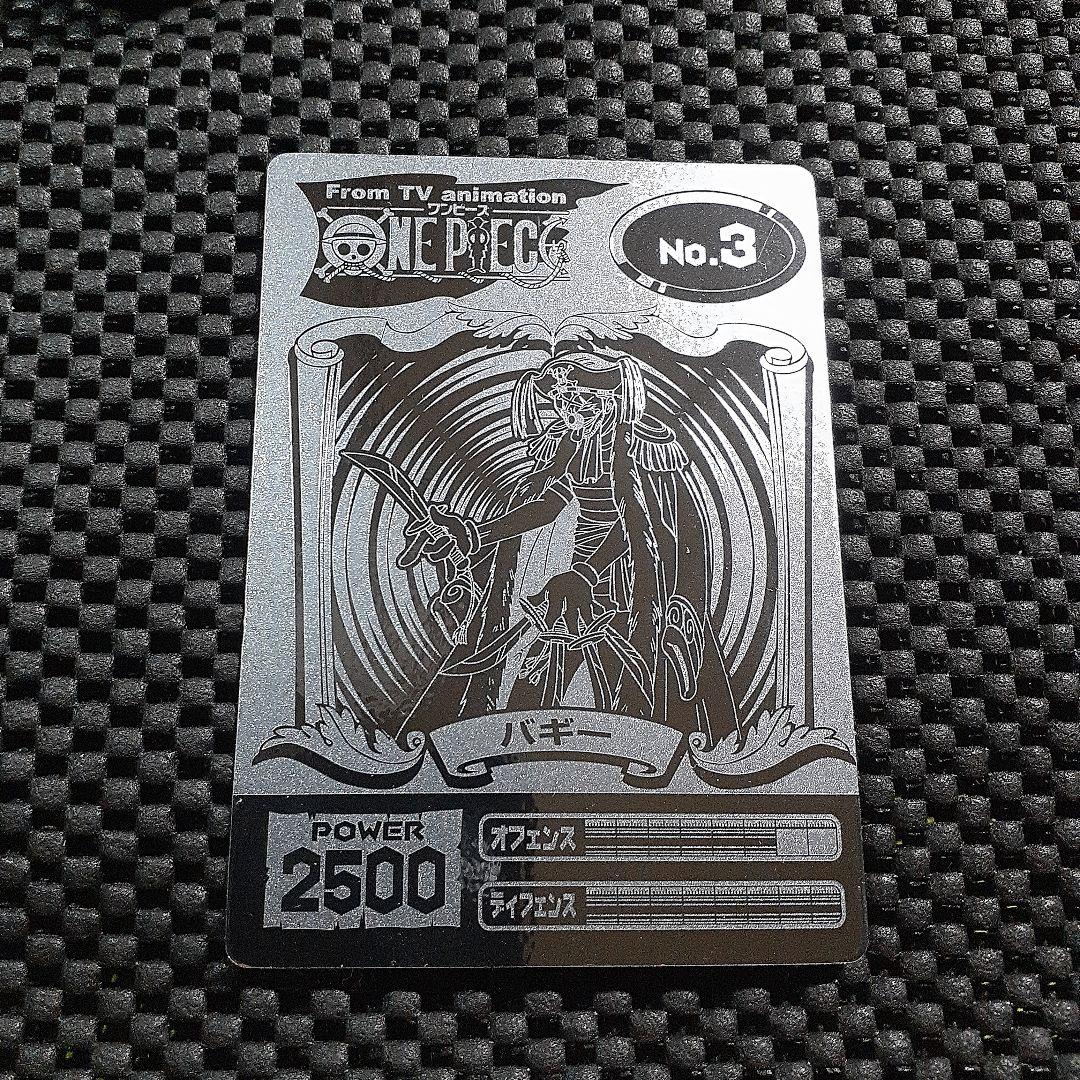 From TV animation
ワンピース
ONE PIECE
No.3
バギー
POWER
2500
オフェンス
ディフェンス